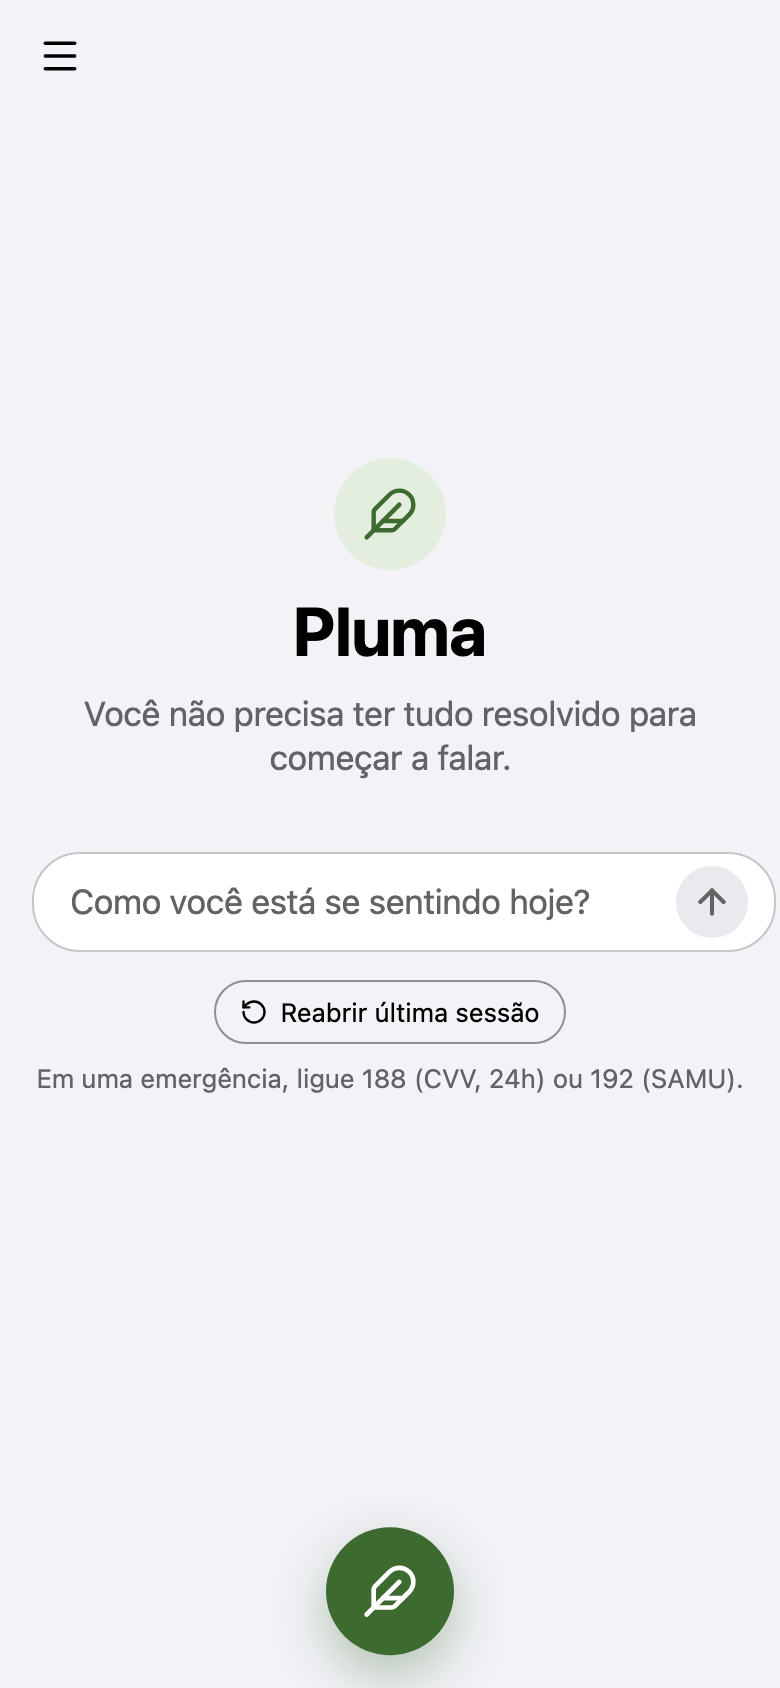 Pluma
Você não precisa ter tudo resolvido para
começar a falar.
Como você está se sentindo hoje?
Reabrir última sessão
Em uma emergência, ligue 188 (CVV, 24h) ou 192 (SAMU).